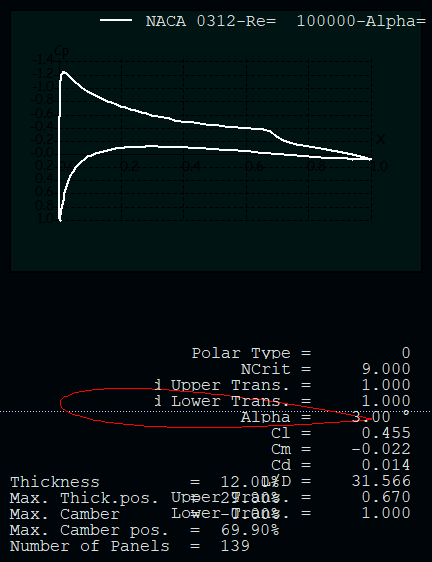 NACA 0312-Re=  100000-Alpha=
Cp
-1.4
-1.2
-1.0
-0.8
-0.6
-0.4
-0.2
0.0
0.2
0.4
0.6
0.8
1.0
X
0.2
0.4
0.6
0.8
1.0
Polar Type = 0
NCrit = 9.000
Upper Trans. = 1.000
Lower Trans. = 1.000
Alpha = 3.00 °
Cl = 0.455
Cm = -0.022
Cd = 0.014
L/D = 31.566
Upper Trans. = 0.670
Lower Trans. = 1.000
Thickness = 12.00%
Max. Thick.pos. = 29.00%
Max. Camber =
Max. Camber pos. = 69.90%
Number of Panels = 139